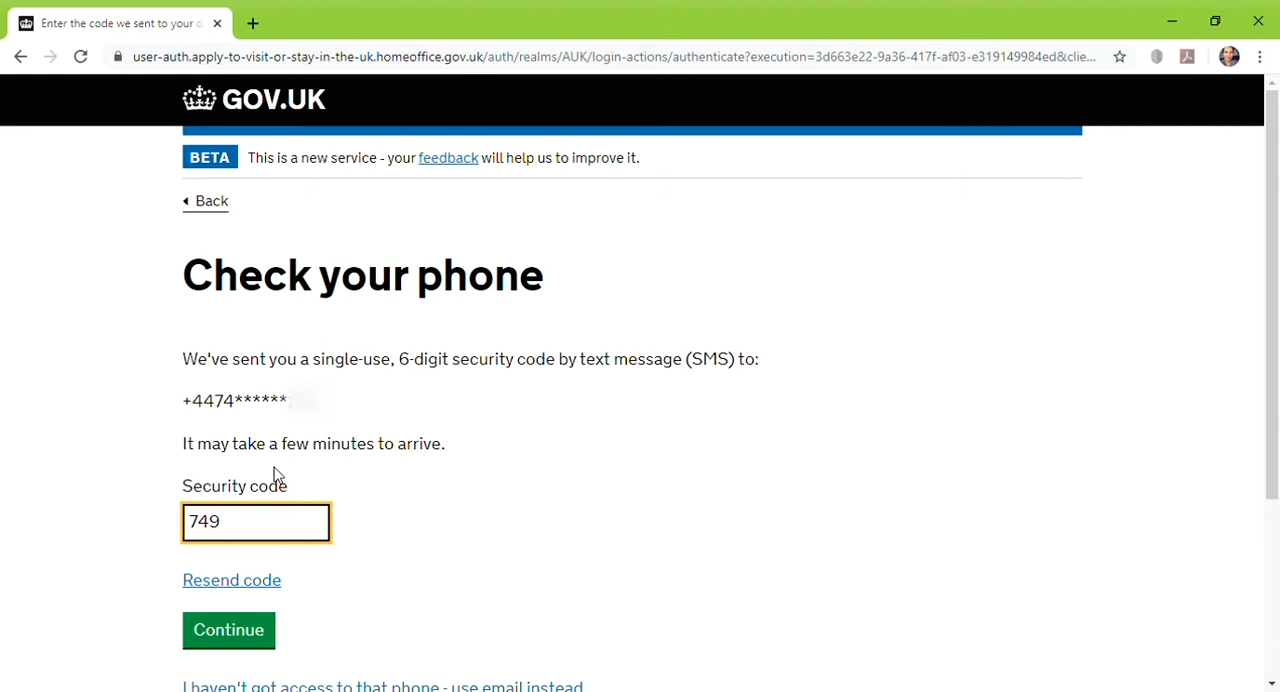 Enter the code we sent to your
user-auth.apply-to-visit-or-stay-in-the-uk.homeoffice.gov.uk/auth/realms/AUK/login-actions/authenticate?execution=3d663e22-9a36-417f-af03-e319149984ed&clie...
GOV.UK
BETA This is a new service - your feedback will help us to improve it.
Back
Check your phone
We've sent you a single-use, 6-digit security code by text message (SMS) to:
+4474******
It may take a few minutes to arrive.
Security code
749
Resend code
Continue
I haven't got access to that phone - use email instead